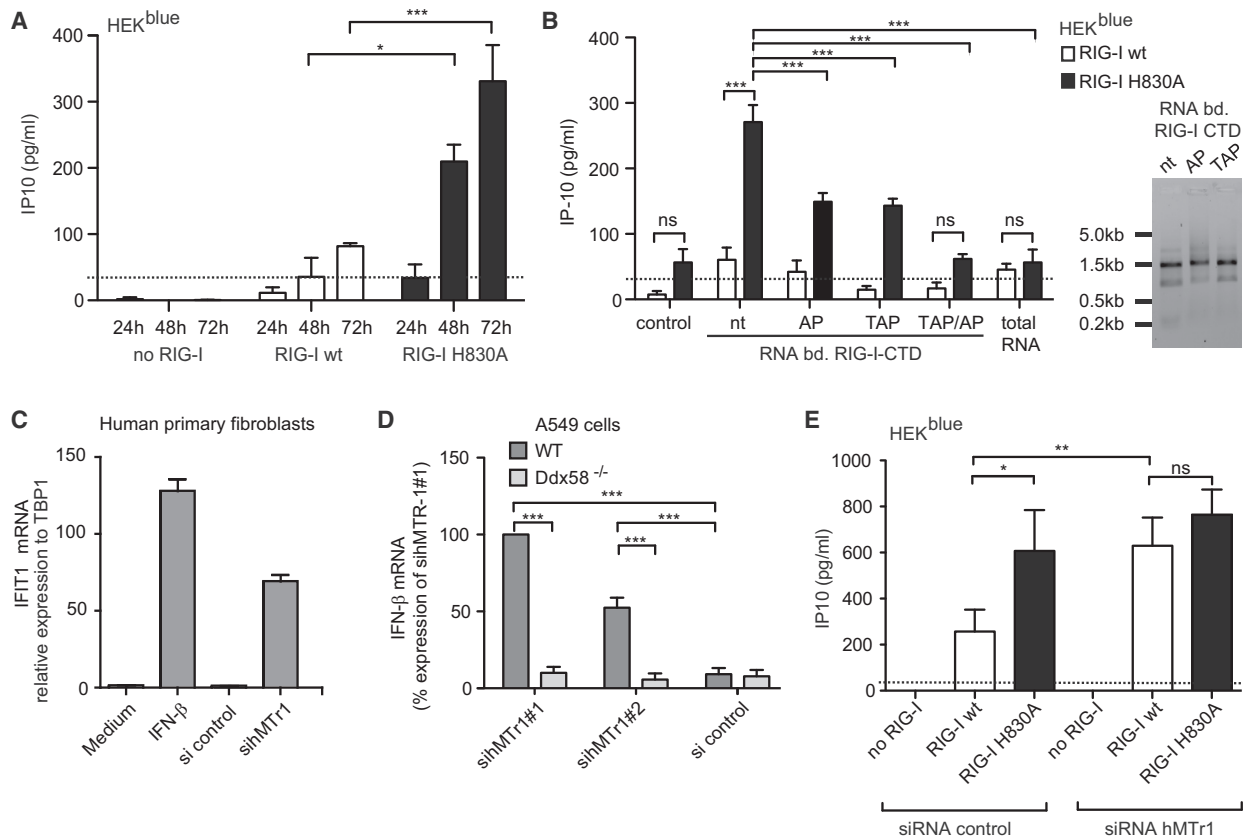 A
HEK^blue
IP10 (pg/ml)
400
300
200
100
0
*
***
24h 48h 72h 24h 48h 72h 24h 48h 72h
no RIG-I RIG-I wt RIG-I H830A
B
HEK^blue
RIG-I wt
RIG-I H830A
IP-10 (pg/ml)
400
300
200
100
0
***
***
***
***
***
ns
ns
ns
control nt AP TAP TAP/AP total RNA
RNA bd. RIG-I-CTD
RNA bd.
RIG-I CTD
nt AP TAP
5.0kb
1.5kb
0.5kb
0.2kb
C
Human primary fibroblasts
IFIT1 mRNA
relative expression to TBP1
150
100
50
0
Medium
IFN-β
si control
sihMTr1
D
A549 cells
WT
Ddx58 -/-
IFN-β mRNA
(% expression of sihMTR-1#1)
150
100
50
0
***
***
***
***
sihMTr1#1
sihMTr1#2
si control
E
HEK^blue
IP10 (pg/ml)
1000
800
600
400
200
0
**
*
ns
no RIG-I
RIG-I wt
RIG-I H830A
no RIG-I
RIG-I wt
RIG-I H830A
siRNA control
siRNA hMTr1